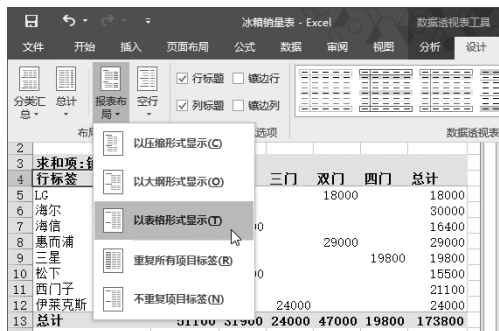 冰箱销量表 - Excel
数据透视表工具
文件 开始 插入 页面布局 公式 数据 审阅 视图 分析 设计
分类汇总 总计 报表布局 空行
行标题 镶边行
列标题 镶边列
选项
数据透视表
以压缩形式显示(C)
以大纲形式显示(O)
以表格形式显示(T)
重复所有项目标签(R)
不重复项目标签(N)
2
3 求和项:
4 行标签 三门 双门 四门 总计
5 LG 18000 18000
6 海尔 30000
7 海信 16400
8 惠而浦 29000 29000
9 三星 19800 19800
10 松下 15500
11 西门子 21100
12 伊莱克斯 24000 24000
13 总计 51100 31900 24000 47000 19800 173800